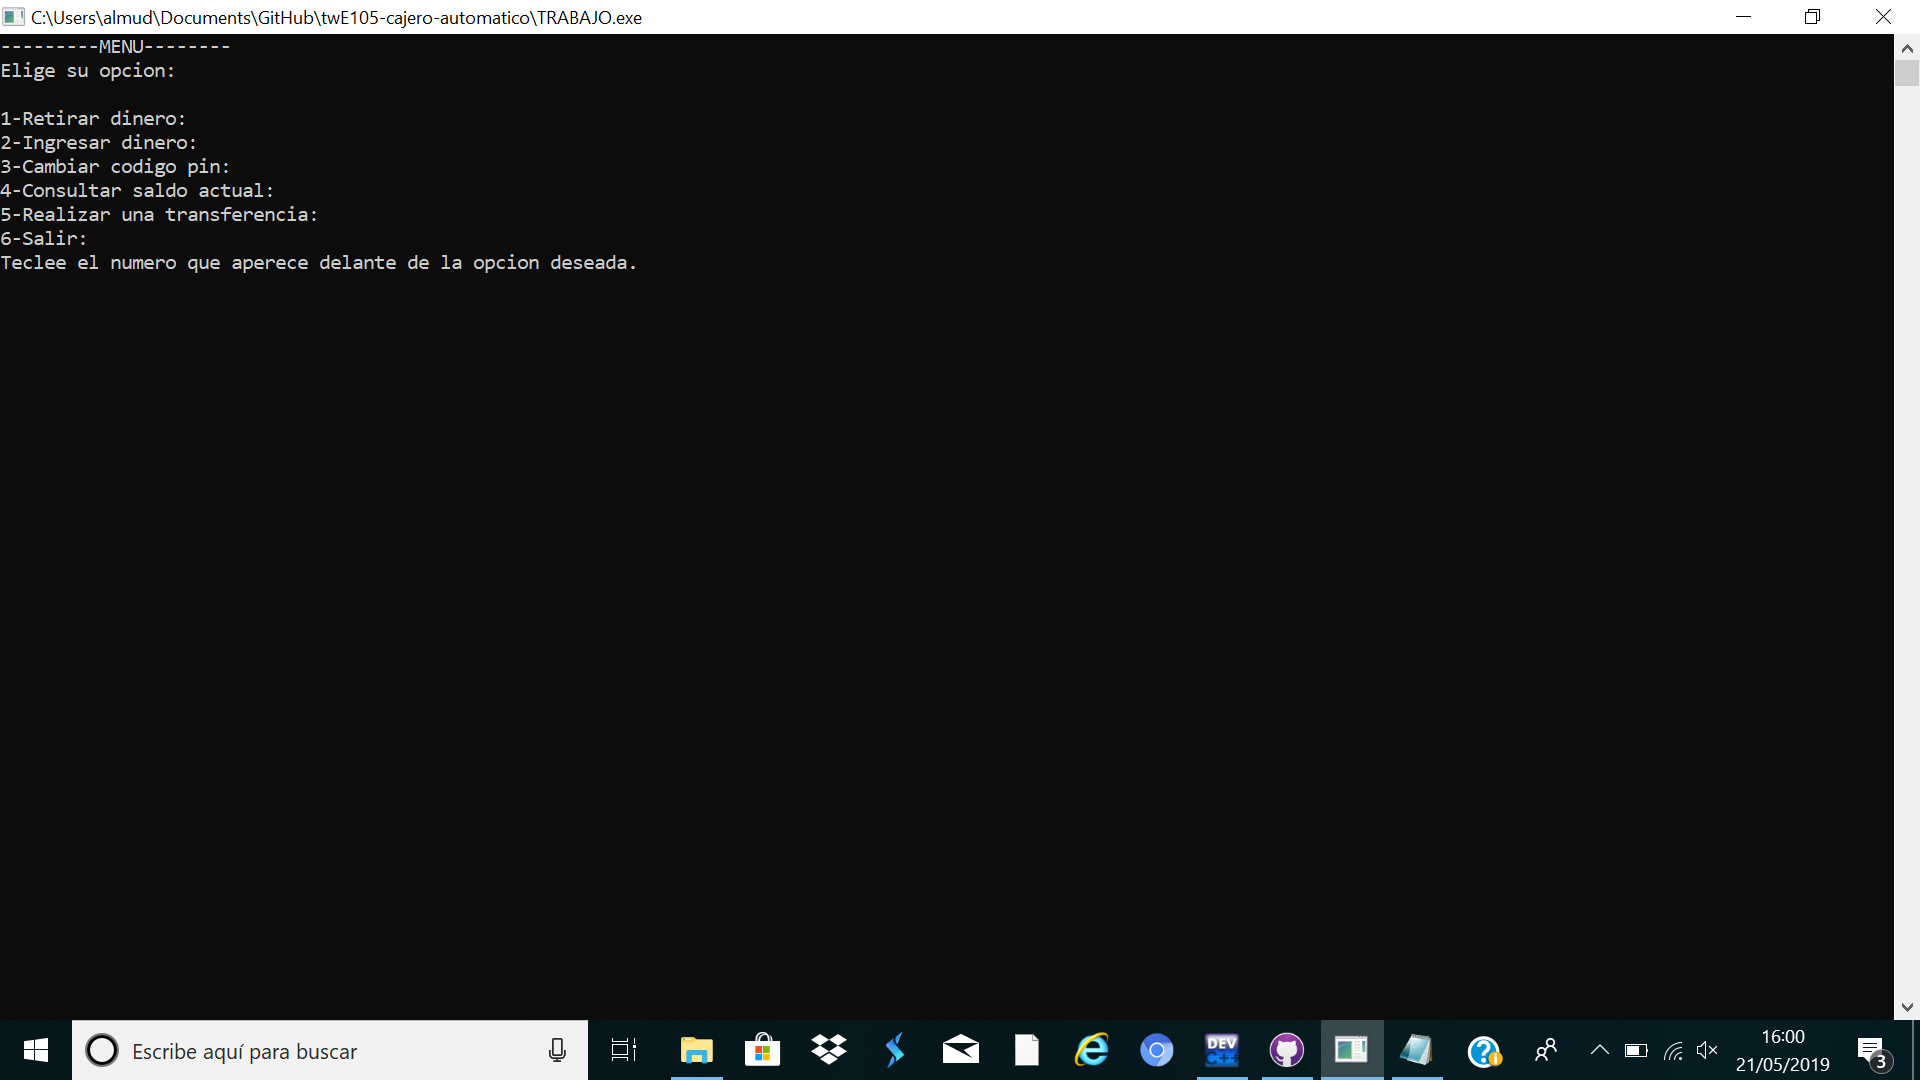 C:\Users\almud\Documents\GitHub\twE105-cajero-automatico\TRABAJO.exe
---------MENU--------
Elige su opcion:
1-Retirar dinero:
2-Ingresar dinero:
3-Cambiar codigo pin:
4-Consultar saldo actual:
5-Realizar una transferencia:
6-Salir:
Teclee el numero que aperece delante de la opcion deseada.
Escribe aquí para buscar
DEV
C++
16:00
21/05/2019
3